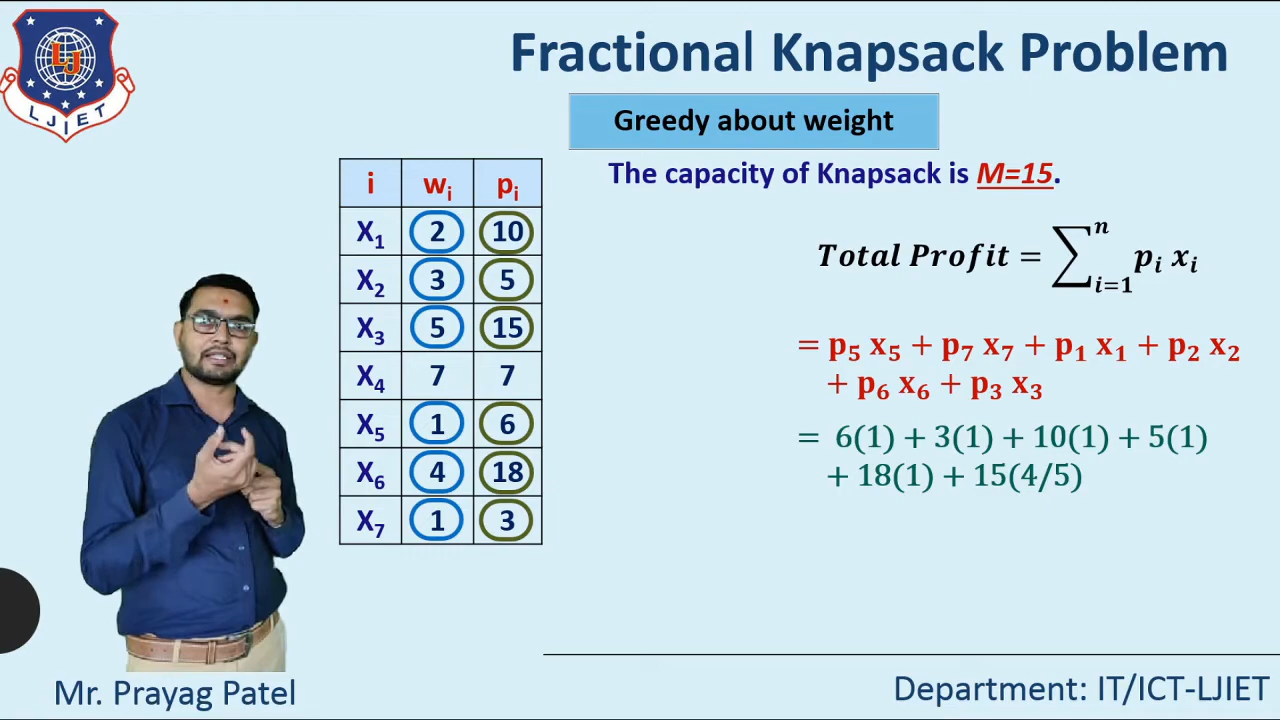 LJ
LJIET
Fractional Knapsack Problem
Greedy about weight
The capacity of Knapsack is M=15.
i wᵢ pᵢ
X₁ 2 10
X₂ 3 5
X₃ 5 15
X₄ 7 7
X₅ 1 6
X₆ 4 18
X₇ 1 3
Total Profit = ∑ⁿᵢ₌₁ pᵢ xᵢ
= p₅ x₅ + p₇ x₇ + p₁ x₁ + p₂ x₂
+ p₆ x₆ + p₃ x₃
= 6(1) + 3(1) + 10(1) + 5(1)
+ 18(1) + 15(4/5)
Mr. Prayag Patel
Department: IT/ICT-LJIET